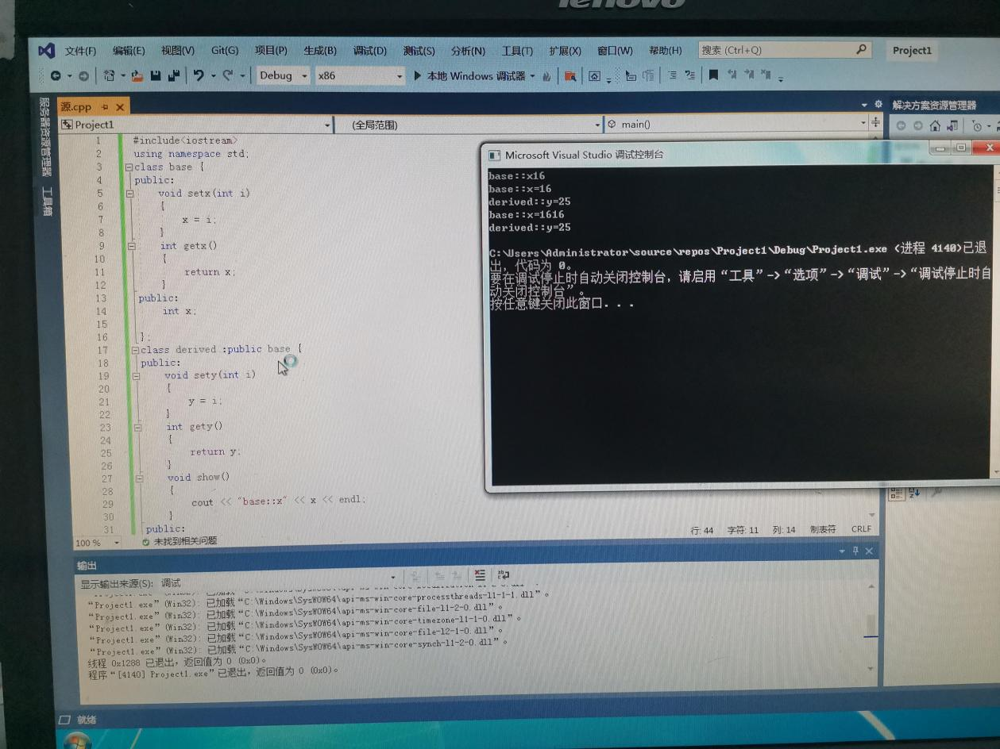 lenovo
文件(F) 编辑(E) 视图(V) Git(G) 项目(P) 生成(B) 调试(D) 测试(S) 分析(N) 工具(T) 扩展(X) 窗口(W) 帮助(H) 搜索 (Ctrl+Q) Project1
Debug x86 本地 Windows 调试器
服务器资源管理器 工具箱
源.cpp
解决方案资源管理器
Project1 (全局范围) main()
1 #include<iostream>
2 using namespace std;
3 class base {
4 public:
5 void setx(int i)
6 {
7 x = i;
8 }
9 int getx()
10 {
11 return x;
12 }
13 public:
14 int x;
15
16 };
17 class derived :public base {
18 public:
19 void sety(int i)
20 {
21 y = i;
22 }
23 int gety()
24 {
25 return y;
26 }
27 void show()
28 {
29 cout << "base::x" << x << endl;
30 }
31 public:
Microsoft Visual Studio 调试控制台
base::x16
base::x=16
derived::y=25
base::x=1616
derived::y=25
C:\Users\Administrator\source\repos\Project1\Debug\Project1.exe (进程 4140)已退
出，代码为 0。
要在调试停止时自动关闭控制台，请启用“工具”->“选项”->“调试”->“调试停止时自
动关闭控制台”。
按任意键关闭此窗口. . .
100 % 未找到相关问题 行: 44 字符: 11 列: 14 制表符 CRLF
输出
显示输出来源(S): 调试
“Project1.exe” (Win32): 已加载“C:\Windows\SysWOW64\api-ms-win-core-processthreads-l1-1-1.dll”。
“Project1.exe” (Win32): 已加载“C:\Windows\SysWOW64\api-ms-win-core-file-l1-2-0.dll”。
“Project1.exe” (Win32): 已加载“C:\Windows\SysWOW64\api-ms-win-core-timezone-l1-1-0.dll”。
“Project1.exe” (Win32): 已加载“C:\Windows\SysWOW64\api-ms-win-core-file-l2-1-0.dll”。
“Project1.exe” (Win32): 已加载“C:\Windows\SysWOW64\api-ms-win-core-synch-l1-2-0.dll”。
线程 0x1288 已退出，返回值为 0 (0x0)。
程序“[4140] Project1.exe”已退出，返回值为 0 (0x0)。
就绪